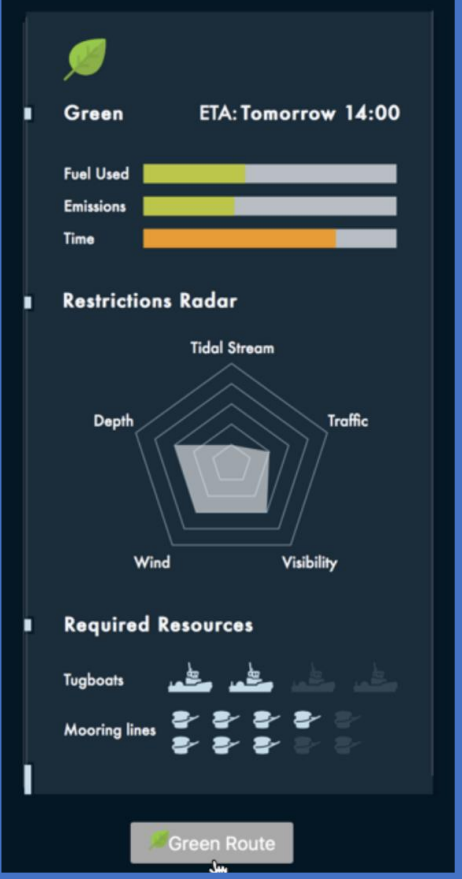 Green ETA: Tomorrow 14:00
Fuel Used
Emissions
Time
Restrictions Radar
Tidal Stream
Depth Traffic
Wind Visibility
Required Resources
Tugboats
Mooring lines
Green Route